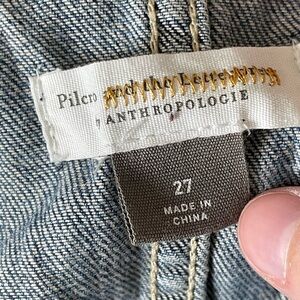 Pilcro and the Letterpress
ANTHROPOLOGIE
27
MADE IN
CHINA